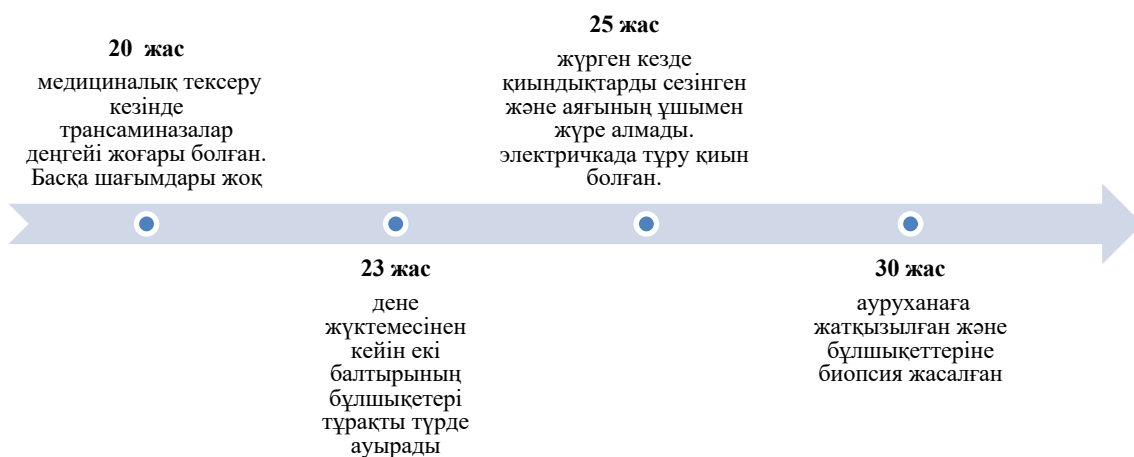 20 жас
медициналық тексеру
кезінде
трансаминазалар
деңгейі жоғары болған.
Басқа шағымдары жоқ
23 жас
дене
жүктемесінен
кейін екі
балтырының
бұлшықетері
тұрақты түрде
ауырады
25 жас
жүрген кезде
қиындықтарды сезінген
және аяғының ұшымен
жүре алмады.
электричкада тұру қиын
болған.
30 жас
ауруханаға
жатқызылған және
бұлшықеттеріне
биопсия жасалған